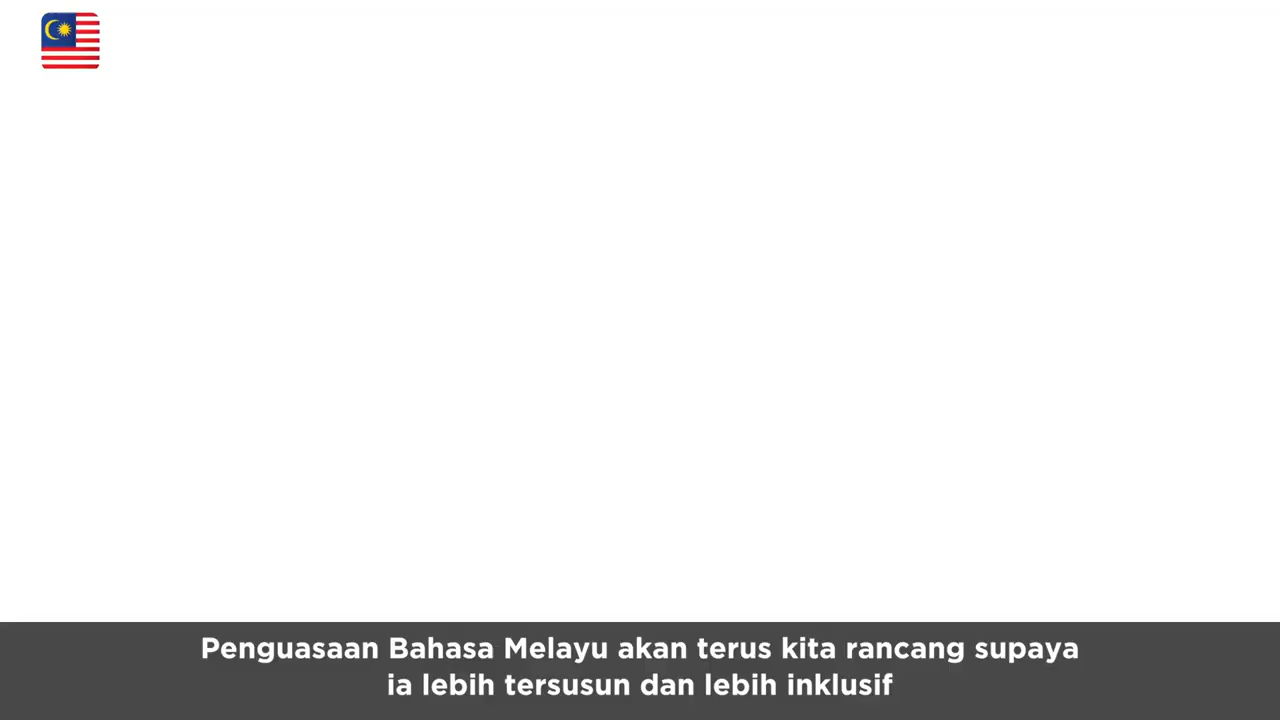 Penguasaan Bahasa Melayu akan terus kita rancang supaya
ia lebih tersusun dan lebih inklusif